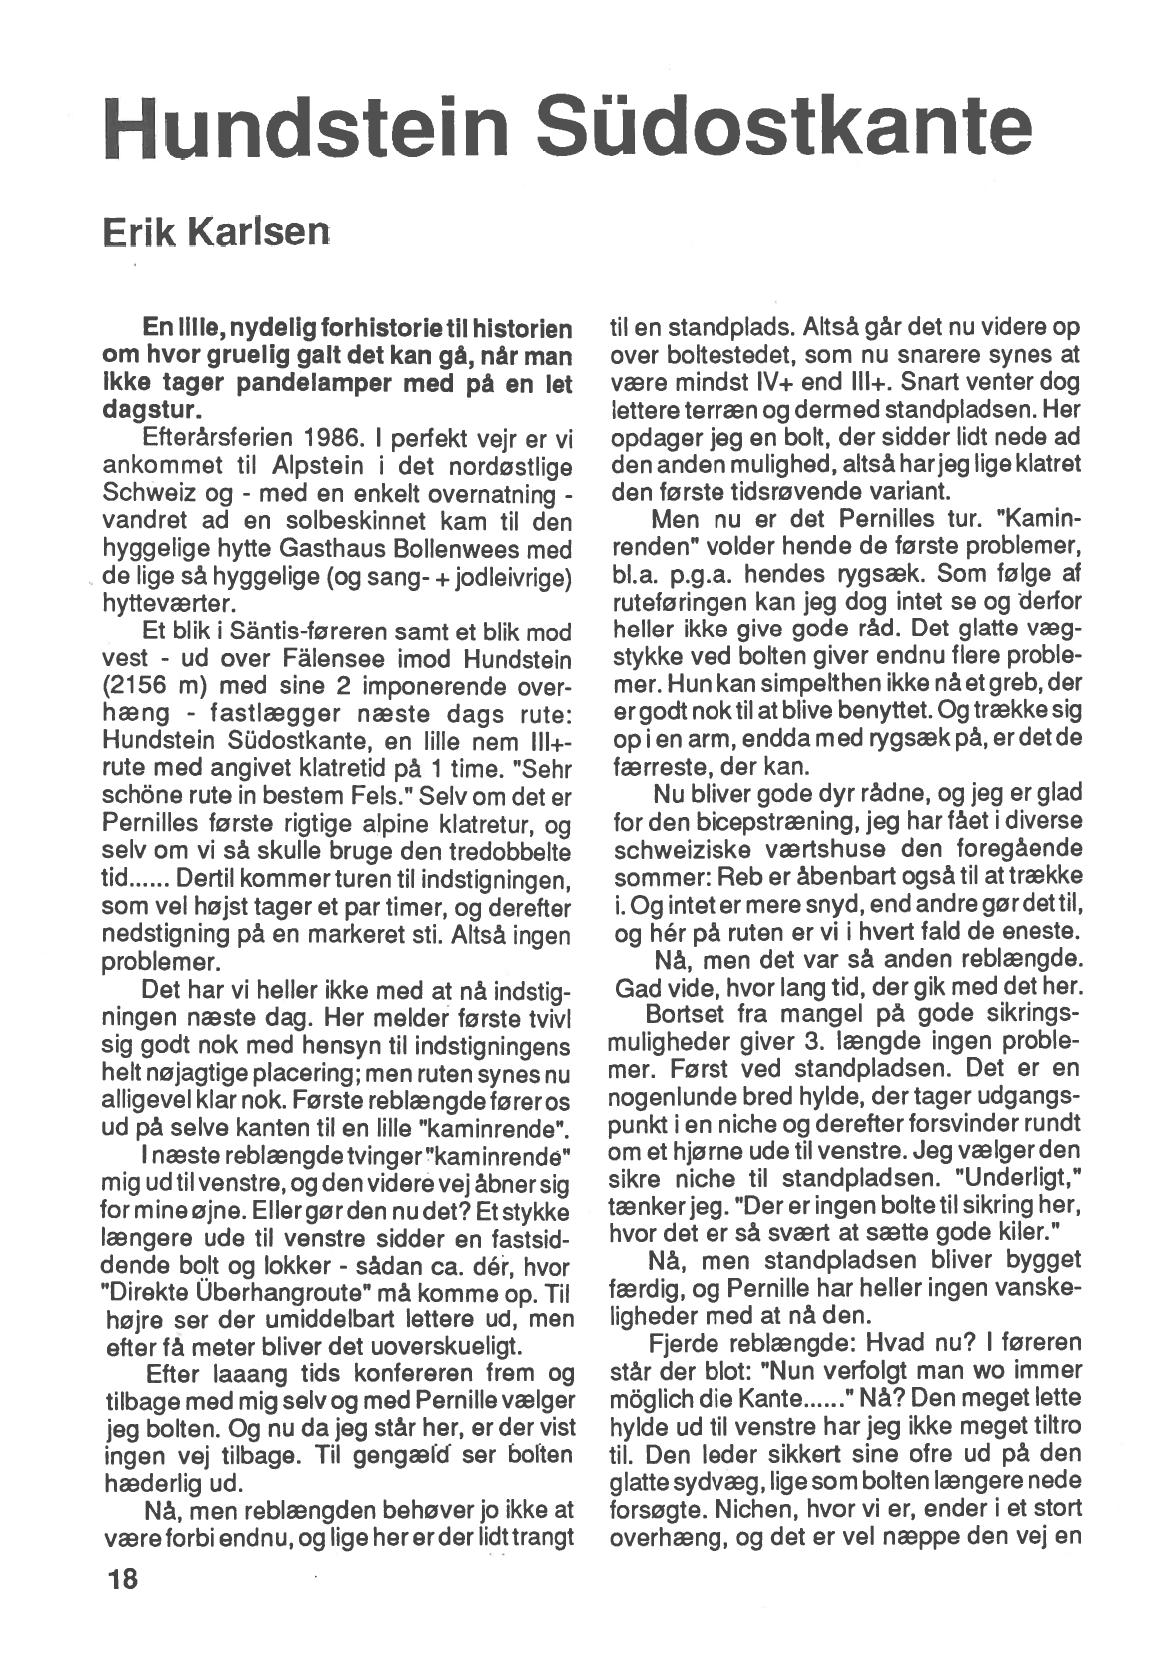 Hundstein Südostkante
Erik Karlsen
En lille, nydelig forhistorie til historien
om hvor gruelig galt det kan gå, når man
ikke tager pandelamper med på en let
dagstur.
Efterårsferien 1986. I perfekt vejr er vi
ankommet til Alpstein i det nordøstlige
Schweiz og - med en enkelt overnatning -
vandret ad en solbeskinnet kam til den
hyggelige hytte Gasthaus Bollenwees med
de lige så hyggelige (og sang- + jodleivrige)
hytteværter.
Et blik i Säntis-føreren samt et blik mod
vest - ud over Fälensee imod Hundstein
(2156 m) med sine 2 imponerende over-
hæng - fastlægger næste dags rute:
Hundstein Südostkante, en lille nem III+-
rute med angivet klatretid på 1 time. "Sehr
schöne rute in bestem Fels." Selv om det er
Pernilles første rigtige alpine klatretur, og
selv om vi så skulle bruge den tredobbelte
tid...... Dertil kommer turen til indstigningen,
som vel højst tager et par timer, og derefter
nedstigning på en markeret sti. Altså ingen
problemer.
Det har vi heller ikke med at nå indstig-
ningen næste dag. Her melder første tvivl
sig godt nok med hensyn til indstigningens
helt nøjagtige placering; men ruten synes nu
alligevel klar nok. Første reblængde fører os
ud på selve kanten til en lille "kaminrende".
I næste reblængde tvinger "kaminrende"
mig ud til venstre, og den videre vej åbner sig
for mine øjne. Eller gør den nu det? Et stykke
længere ude til venstre sidder en fastsid-
dende bolt og lokker - sådan ca. dér, hvor
"Direkte Überhangroute" må komme op. Til
højre ser der umiddelbart lettere ud, men
efter få meter bliver det uoverskueligt.
Efter laaang tids konfereren frem og
tilbage med mig selv og med Pernille vælger
jeg bolten. Og nu da jeg står her, er der vist
ingen vej tilbage. Til gengæld ser bolten
hæderlig ud.
Nå, men reblængden behøver jo ikke at
være forbi endnu, og lige her er der lidt trangt
18
til en standplads. Altså går det nu videre op
over boltestedet, som nu snarere synes at
være mindst IV+ end III+. Snart venter dog
lettere terræn og dermed standpladsen. Her
opdager jeg en bolt, der sidder lidt nede ad
den anden mulighed, altså har jeg lige klatret
den første tidsrøvende variant.
Men nu er det Pernilles tur. "Kamin-
renden" volder hende de første problemer,
bl.a. p.g.a. hendes rygsæk. Som følge af
ruteføringen kan jeg dog intet se og derfor
heller ikke give gode råd. Det glatte væg-
stykke ved bolten giver endnu flere proble-
mer. Hun kan simpelthen ikke nå et greb, der
er godt nok til at blive benyttet. Og trække sig
op i en arm, endda med rygsæk på, er det de
færreste, der kan.
Nu bliver gode dyr rådne, og jeg er glad
for den bicepstræning, jeg har fået i diverse
schweiziske værtshuse den foregående
sommer: Reb er åbenbart også til at trække
i. Og intet er mere snyd, end andre gør det til,
og hér på ruten er vi i hvert fald de eneste.
Nå, men det var så anden reblængde.
Gad vide, hvor lang tid, der gik med det her.
Bortset fra mangel på gode sikrings-
muligheder giver 3. længde ingen proble-
mer. Først ved standpladsen. Det er en
nogenlunde bred hylde, der tager udgangs-
punkt i en niche og derefter forsvinder rundt
om et hjørne ude til venstre. Jeg vælger den
sikre niche til standpladsen. "Underligt,"
tænker jeg. "Der er ingen bolte til sikring her,
hvor det er så svært at sætte gode kiler."
Nå, men standpladsen bliver bygget
færdig, og Pernille har heller ingen vanske-
ligheder med at nå den.
Fjerde reblængde: Hvad nu? I føreren
står der blot: "Nun verfolgt man wo immer
möglich die Kante......" Nå? Den meget lette
hylde ud til venstre har jeg ikke meget tiltro
til. Den leder sikkert sine ofre ud på den
glatte sydvæg, lige som bolten længere nede
forsøgte. Nichen, hvor vi er, ender i et stort
overhæng, og det er vel næppe den vej en